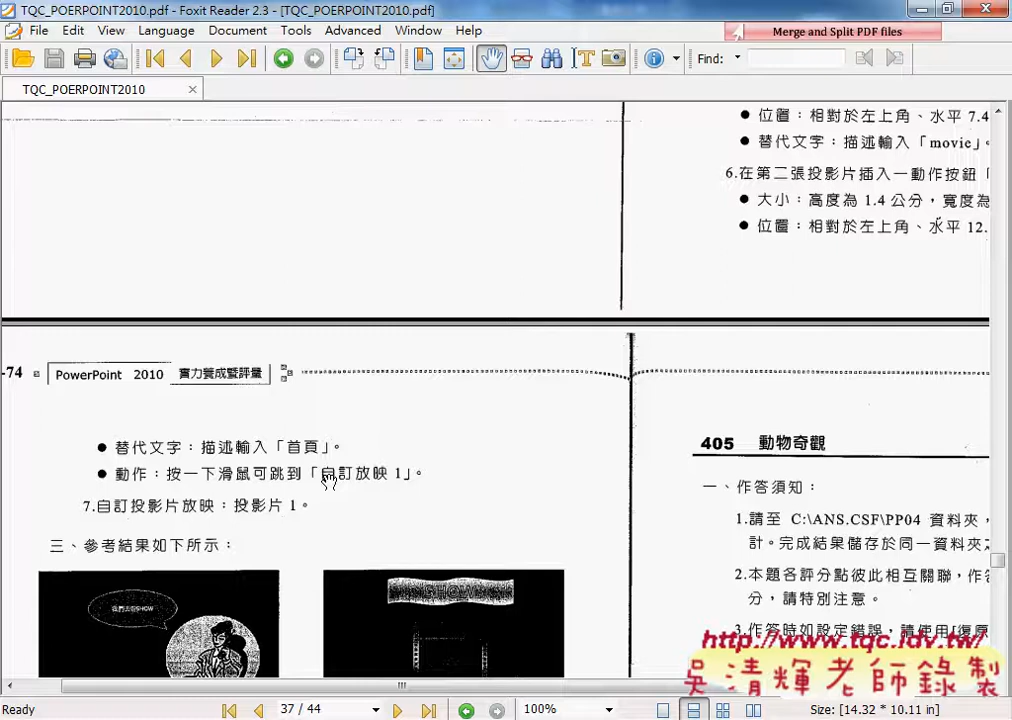 TQC_POERPOINT2010.pdf - Foxit Reader 2.3 - [TQC_POERPOINT2010.pdf]
File Edit View Language Document Tools Advanced Window Help
Merge and Split PDF files
Find:
TQC_POERPOINT2010
●位置：相對於左上角、水平 7.4
●替代文字：描述輸入「movie」。
6.在第二張投影片插入一動作按鈕「
●大小：高度為 1.4 公分，寬度為
●位置：相對於左上角、水平 12.
-74 PowerPoint 2010 實力養成暨評量
●替代文字：描述輸入「首頁」。
●動作：按一下滑鼠可跳到「自訂放映 1」。
7.自訂投影片放映：投影片 1。
三、參考結果如下所示：
我們去看SHOW
405 動物奇觀
一、作答須知：
1.請至 C:\ANS.CSF\PP04 資料夾，
計。完成結果儲存於同一資料夾
2.本題各評分點彼此相互關聯，作答
分，請特別注意。
3.作答時如設定錯誤，請使用[復原
http://www.tqc.idv.tw/
吳清輝老師錄製
Ready
37 / 44
100%
Size: [14.32 * 10.11 in]